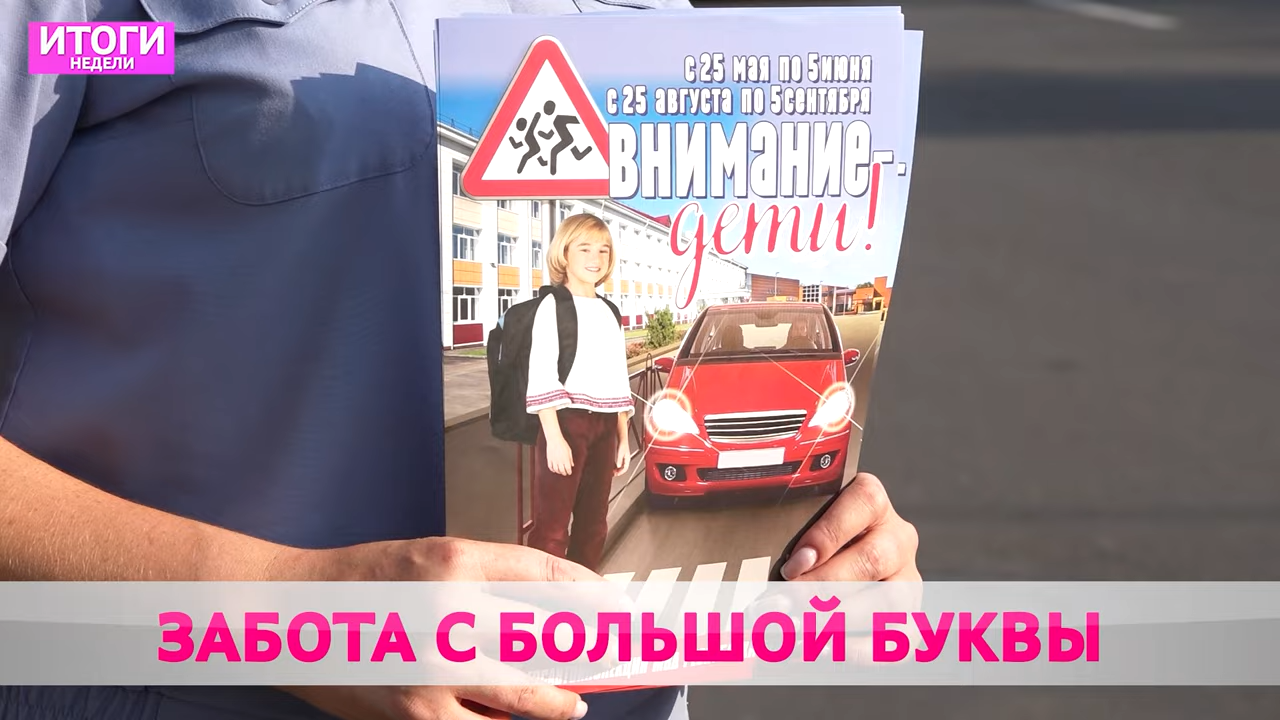 ИТОГИ
НЕДЕЛИ
с 25 мая по 5июня
с 25 августа по 5сентября
ВНИМАНИЕ-
дети!
ЗАБОТА С БОЛЬШОЙ БУКВЫ